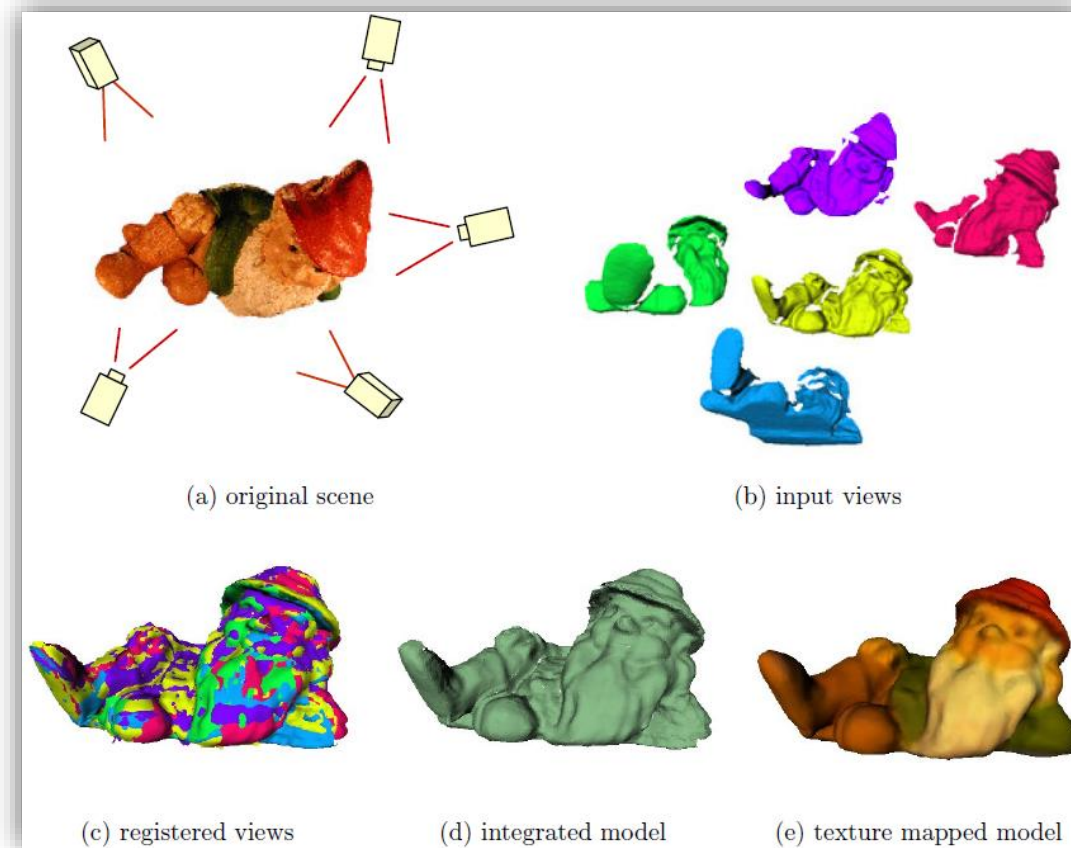 (a) original scene
(b) input views
(c) registered views
(d) integrated model
(e) texture mapped model